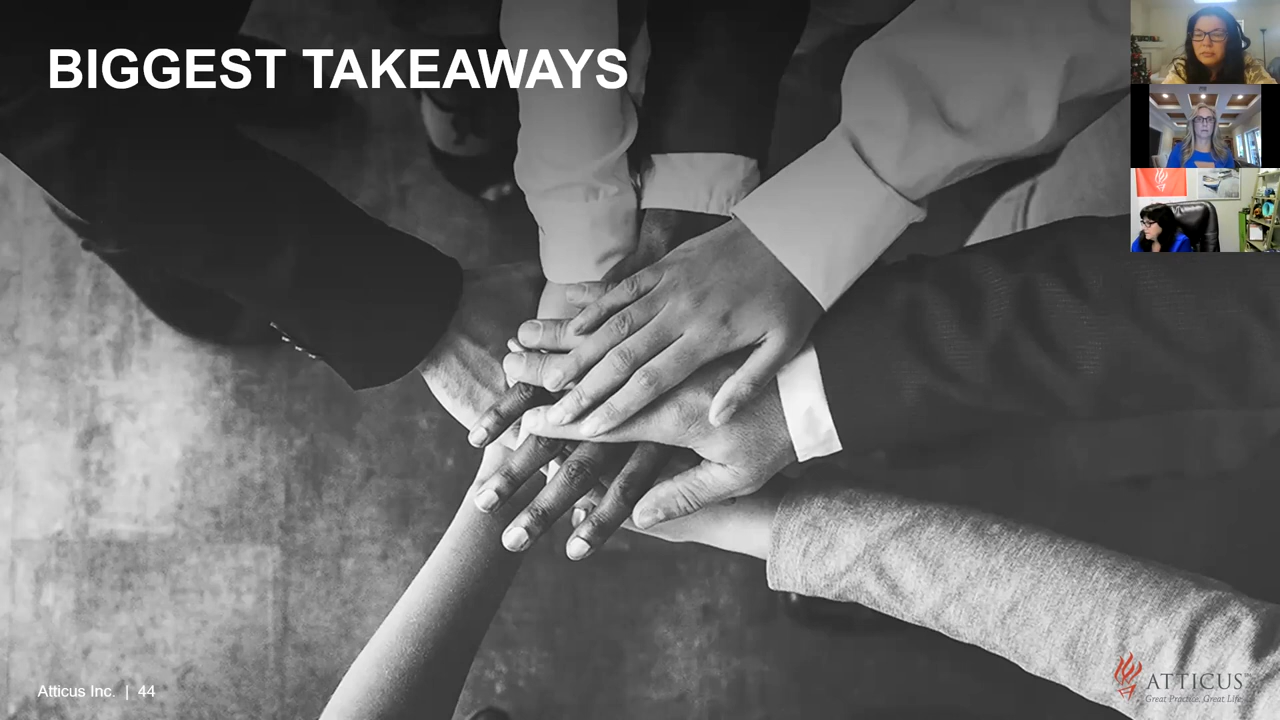 BIGGEST TAKEAWAYS
Atticus Inc. | 44
ATTICUS
Great Practice. Great Life.